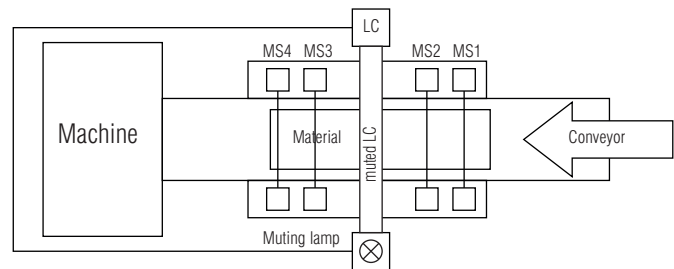 LC
MS4 MS3 MS2 MS1
Machine
Material
muted LC
Conveyor
Muting lamp